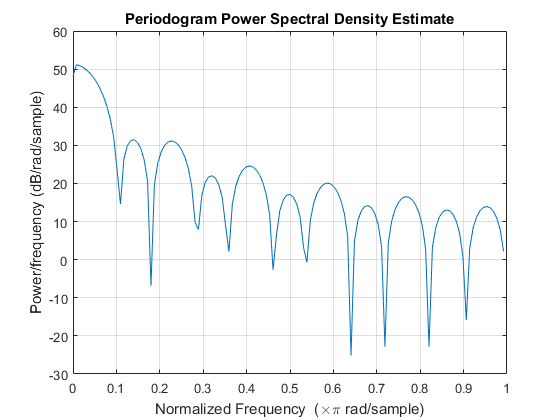 Periodogram Power Spectral Density Estimate
Power/frequency (dB/rad/sample)
60
50
40
30
20
10
0
-10
-20
-30
0 0.1 0.2 0.3 0.4 0.5 0.6 0.7 0.8 0.9 1
Normalized Frequency (×π rad/sample)